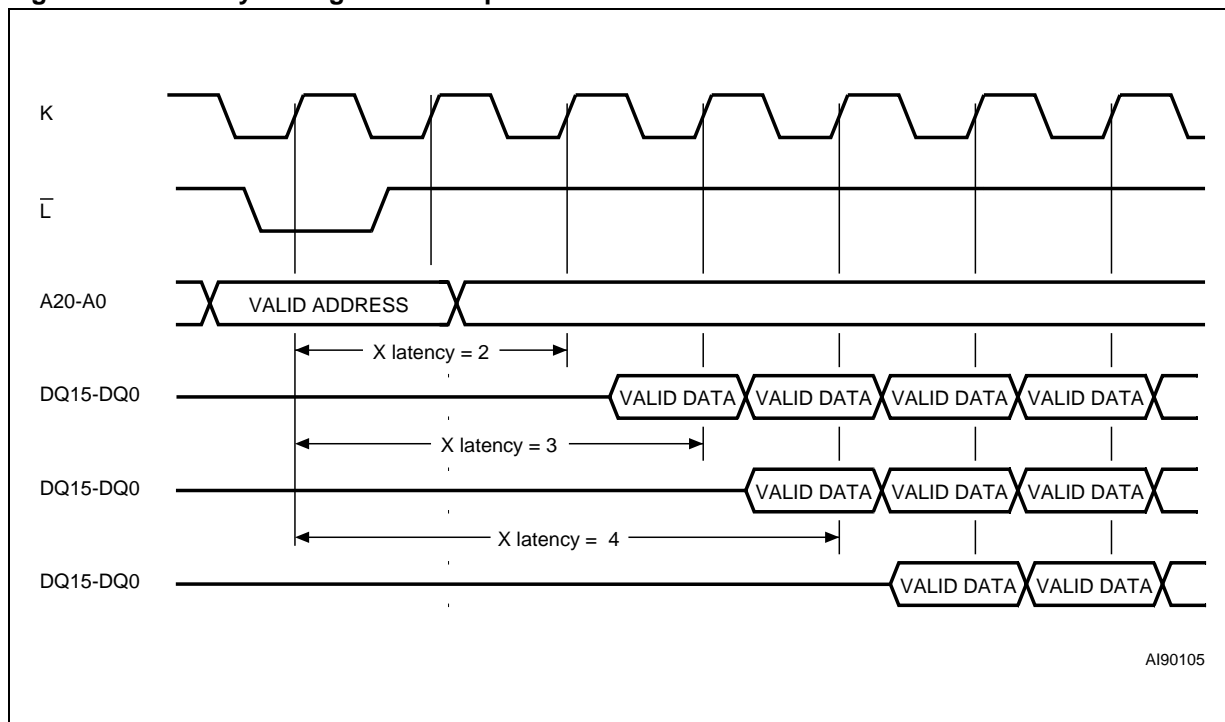 K
L
A20-A0
VALID ADDRESS
X latency = 2
DQ15-DQ0
VALID DATA VALID DATA VALID DATA VALID DATA
X latency = 3
DQ15-DQ0
VALID DATA VALID DATA VALID DATA
X latency = 4
DQ15-DQ0
VALID DATA VALID DATA
AI90105